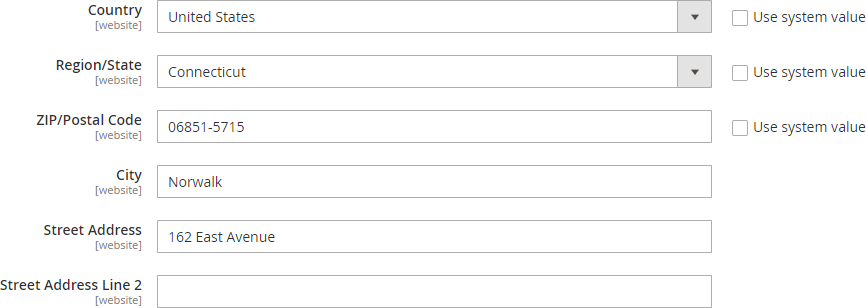 Country
[website]
United States
Use system value
Region/State
[website]
Connecticut
Use system value
ZIP/Postal Code
[website]
06851-5715
Use system value
City
[website]
Norwalk
Street Address
[website]
162 East Avenue
Street Address Line 2
[website]